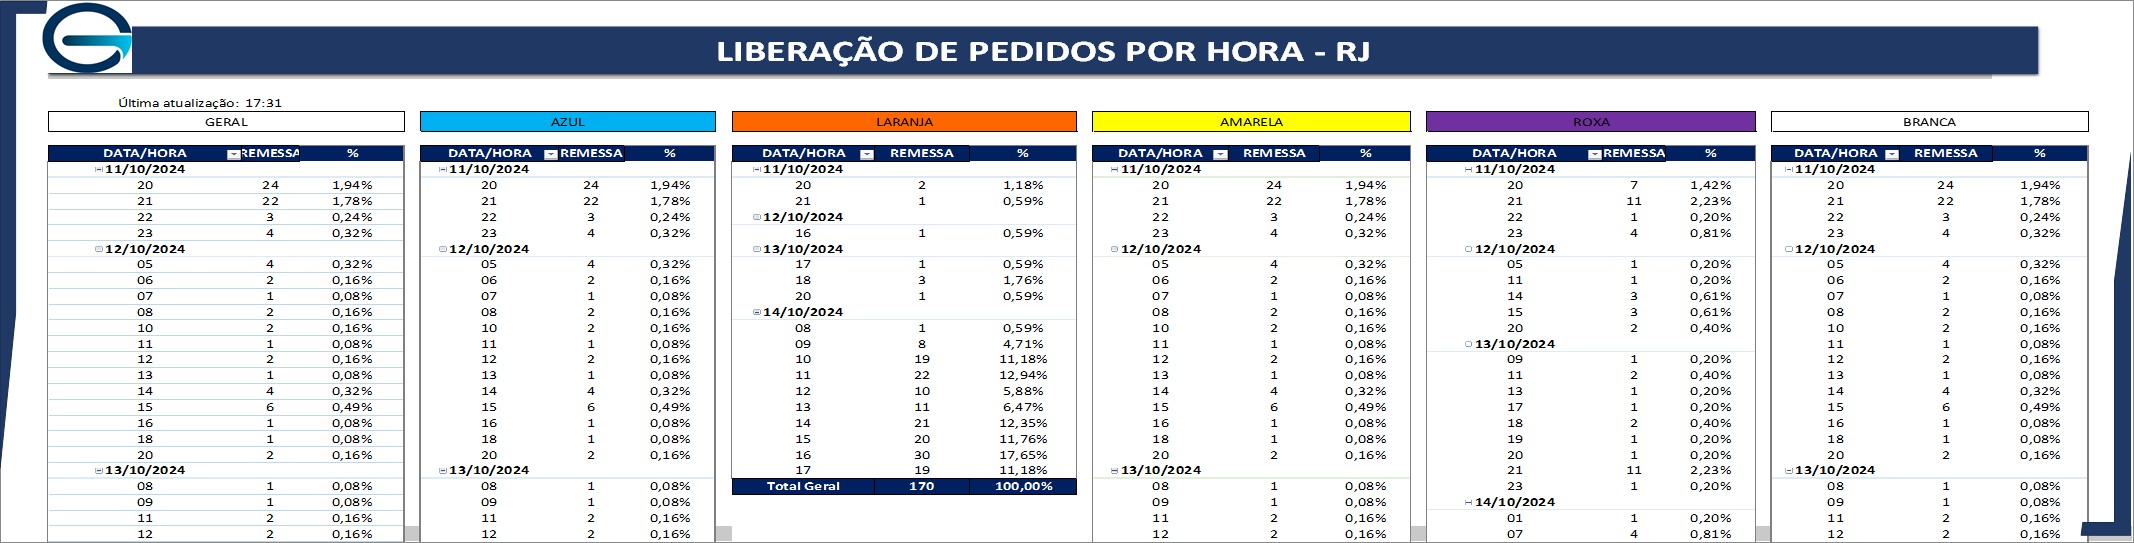 LIBERAÇÃO DE PEDIDOS POR HORA - RJ
Última atualização: 17:31
GERAL AZUL LARANJA AMARELA ROXA BRANCA
DATA/HORA REMESSA % DATA/HORA REMESSA % DATA/HORA REMESSA % DATA/HORA REMESSA % DATA/HORA REMESSA % DATA/HORA REMESSA %
11/10/2024 11/10/2024 11/10/2024 11/10/2024 11/10/2024 11/10/2024
20 24 1,94% 20 24 1,94% 20 2 1,18% 20 24 1,94% 20 7 1,42% 20 24 1,94%
21 22 1,78% 21 22 1,78% 21 1 0,59% 21 22 1,78% 21 11 2,23% 21 22 1,78%
22 3 0,24% 22 3 0,24% 12/10/2024 22 3 0,24% 22 1 0,20% 22 3 0,24%
23 4 0,32% 23 4 0,32% 16 1 0,59% 23 4 0,32% 23 4 0,81% 23 4 0,32%
12/10/2024 12/10/2024 13/10/2024 12/10/2024 12/10/2024 12/10/2024
05 4 0,32% 05 4 0,32% 17 1 0,59% 05 4 0,32% 05 1 0,20% 05 4 0,32%
06 2 0,16% 06 2 0,16% 18 3 1,76% 06 2 0,16% 11 1 0,20% 06 2 0,16%
07 1 0,08% 07 1 0,08% 20 1 0,59% 07 1 0,08% 14 3 0,61% 07 1 0,08%
08 2 0,16% 08 2 0,16% 14/10/2024 08 2 0,16% 15 3 0,61% 08 2 0,16%
10 2 0,16% 10 2 0,16% 08 1 0,59% 10 2 0,16% 20 2 0,40% 10 2 0,16%
11 1 0,08% 11 1 0,08% 09 8 4,71% 11 1 0,08% 13/10/2024 11 1 0,08%
12 2 0,16% 12 2 0,16% 10 19 11,18% 12 2 0,16% 09 1 0,20% 12 2 0,16%
13 1 0,08% 13 1 0,08% 11 22 12,94% 13 1 0,08% 11 2 0,40% 13 1 0,08%
14 4 0,32% 14 4 0,32% 12 10 5,88% 14 4 0,32% 13 1 0,20% 14 4 0,32%
15 6 0,49% 15 6 0,49% 13 11 6,47% 15 6 0,49% 17 1 0,20% 15 6 0,49%
16 1 0,08% 16 1 0,08% 14 21 12,35% 16 1 0,08% 18 2 0,40% 16 1 0,08%
18 1 0,08% 18 1 0,08% 15 20 11,76% 18 1 0,08% 19 1 0,20% 18 1 0,08%
20 2 0,16% 20 2 0,16% 16 30 17,65% 20 2 0,16% 20 1 0,20% 20 2 0,16%
13/10/2024 13/10/2024 17 19 11,18% 13/10/2024 21 11 2,23% 13/10/2024
08 1 0,08% 08 1 0,08% Total Geral 170 100,00% 08 1 0,08% 23 1 0,20% 08 1 0,08%
09 1 0,08% 09 1 0,08% 09 1 0,08% 14/10/2024 09 1 0,08%
11 2 0,16% 11 2 0,16% 11 2 0,16% 01 1 0,20% 11 2 0,16%
12 2 0,16% 12 2 0,16% 12 2 0,16% 07 4 0,81% 12 2 0,16%